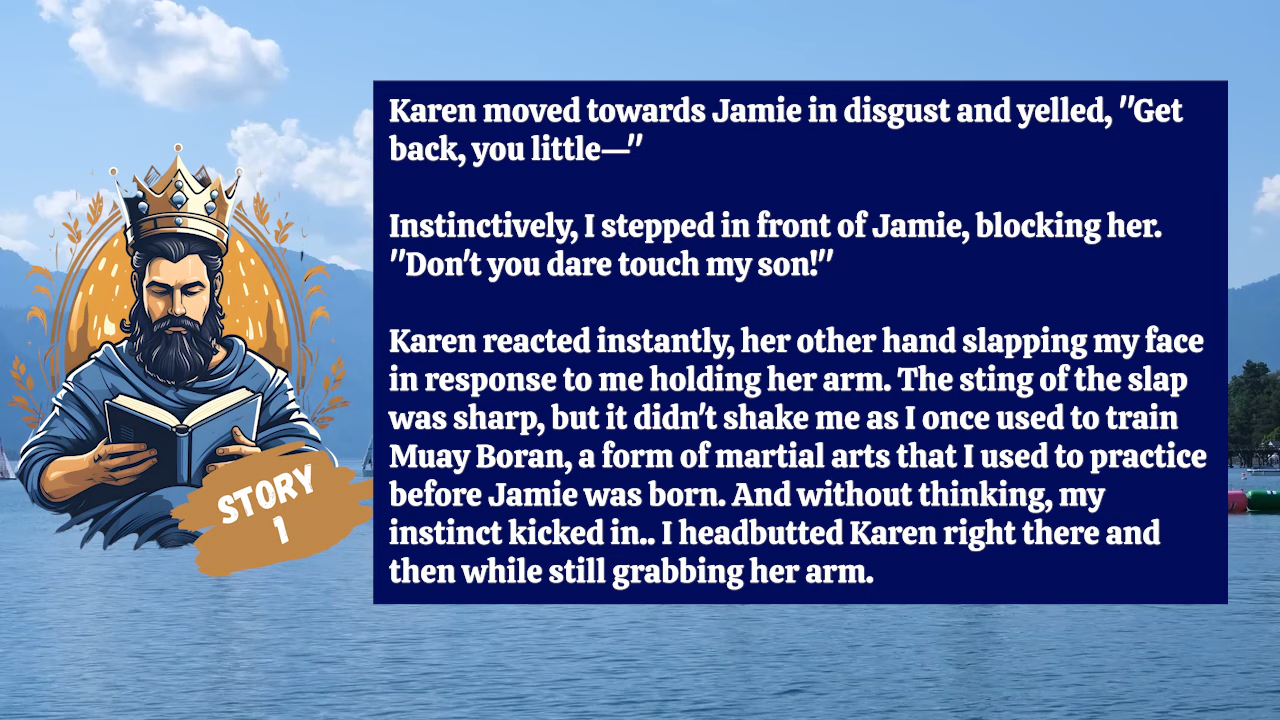 Karen moved towards Jamie in disgust and yelled, "Get
back, you little—"
Instinctively, I stepped in front of Jamie, blocking her.
"Don't you dare touch my son!"
Karen reacted instantly, her other hand slapping my face
in response to me holding her arm. The sting of the slap
was sharp, but it didn't shake me as I once used to train
Muay Boran, a form of martial arts that I used to practice
before Jamie was born. And without thinking, my
instinct kicked in.. I headbutted Karen right there and
then while still grabbing her arm.
STORY
1